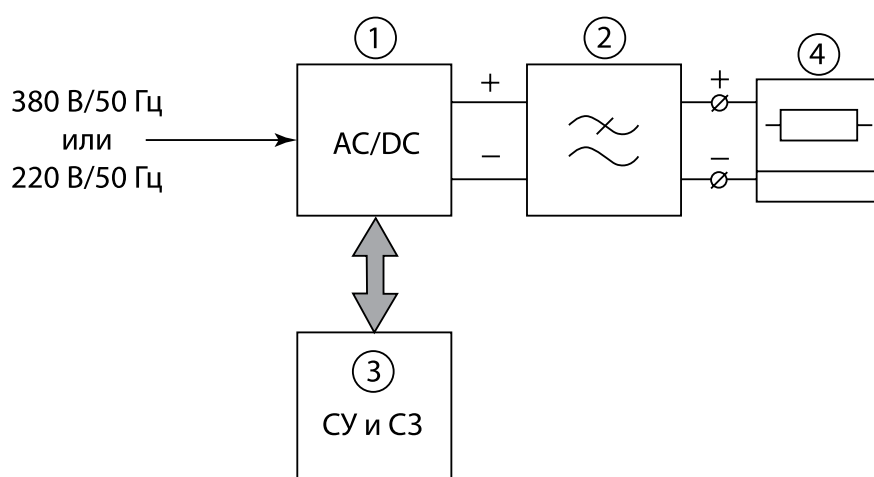 1
2
4
380 В/50 Гц
или
220 В/50 Гц
AC/DC
+
−
+
−
3
СУ и СЗ